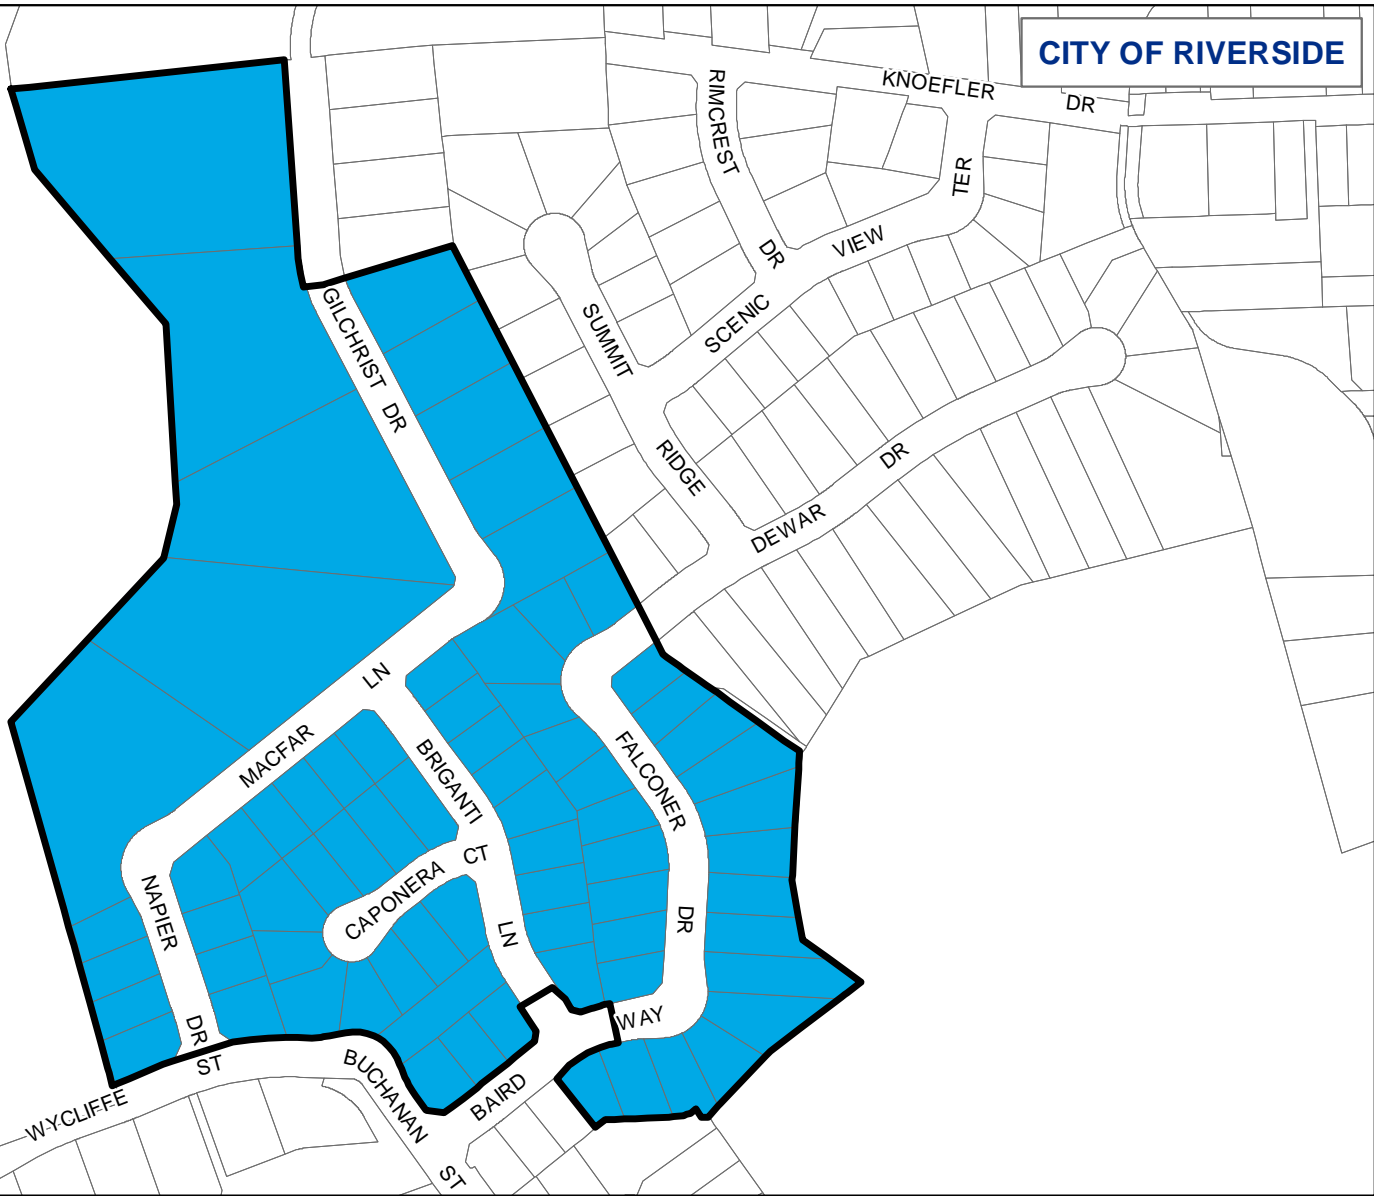 CITY OF RIVERSIDE
KNOEFLER DR
RIMCREST DR
SCENIC VIEW TER
SUMMIT RIDGE
GILCHRIST DR
DEWAR DR
MACFAR LN
BRIGANTI LN
FALCONER DR
CAPONERA CT
NAPIER DR
WYCLIFFE ST
BUCHANAN ST
BAIRD WAY